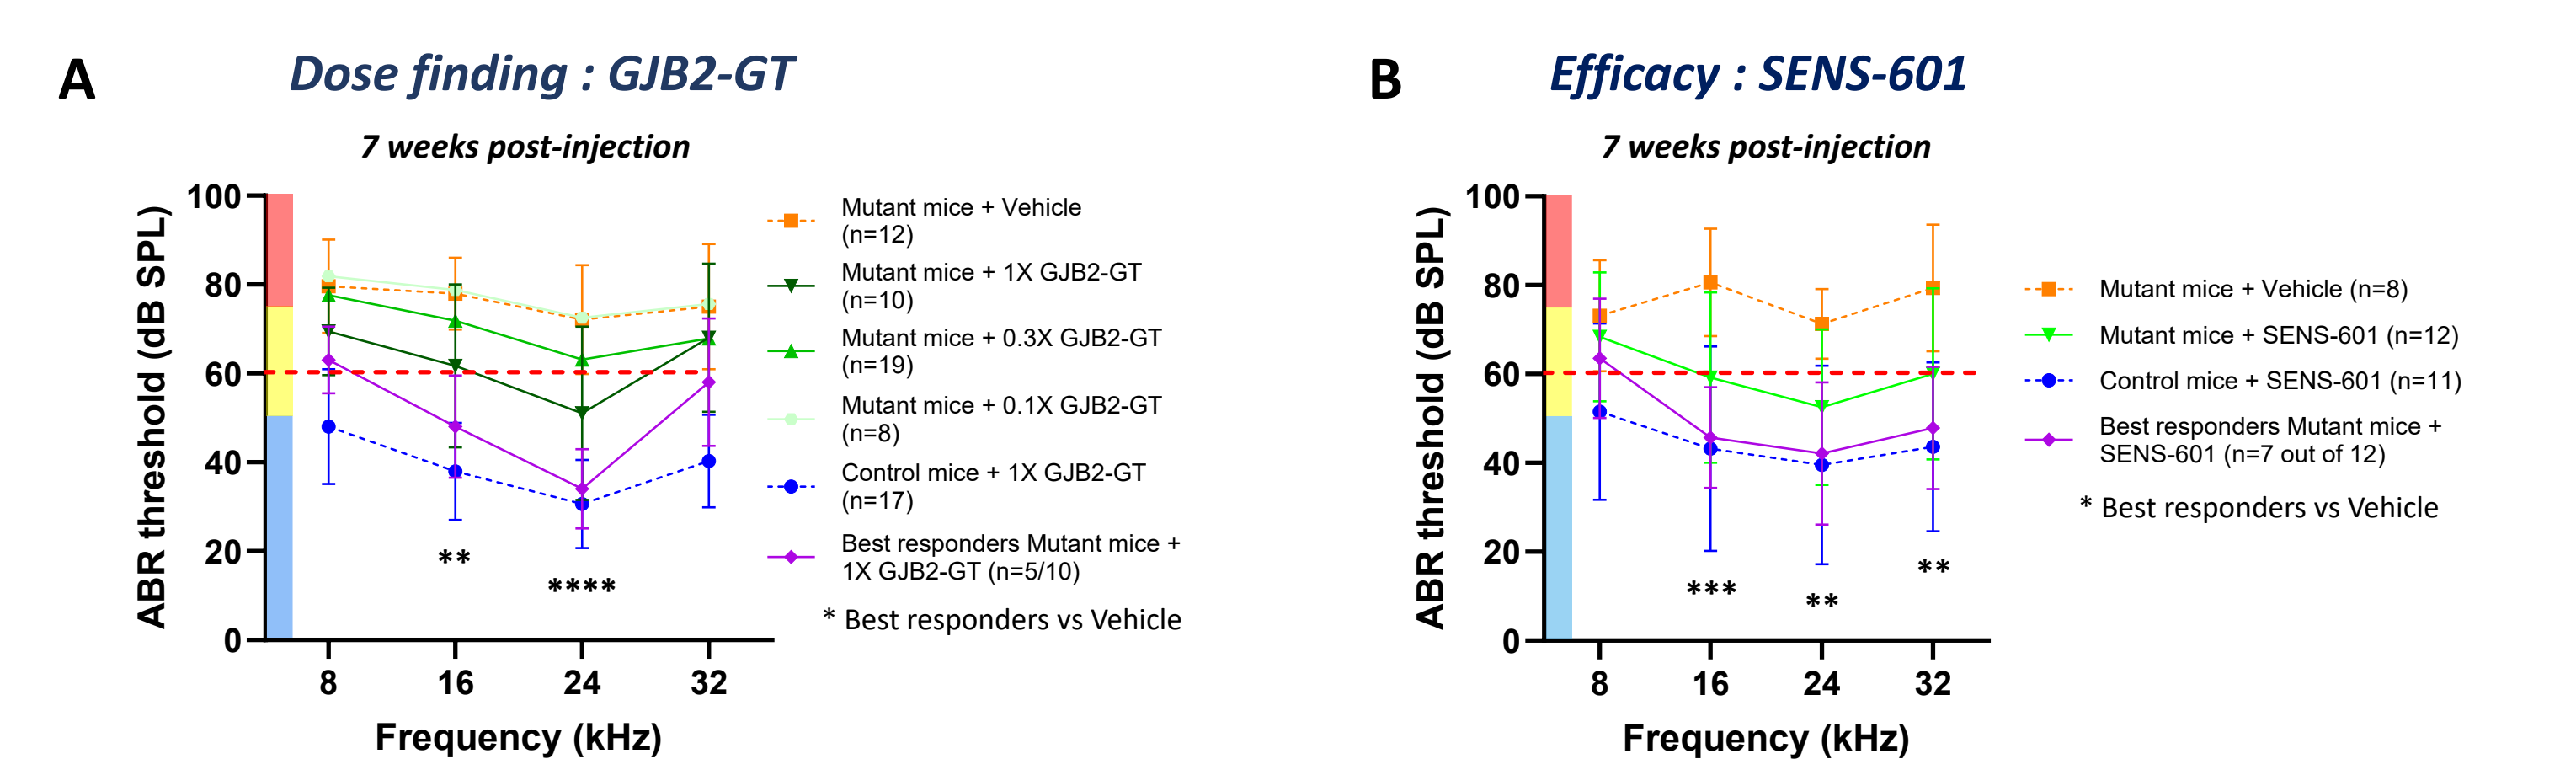 A
Dose finding : GJB2-GT
7 weeks post-injection
ABR threshold (dB SPL)
100
80
60
40
20
0
8
16
24
32
Frequency (kHz)
**
****
Mutant mice + Vehicle
(n=12)
Mutant mice + 1X GJB2-GT
(n=10)
Mutant mice + 0.3X GJB2-GT
(n=19)
Mutant mice + 0.1X GJB2-GT
(n=8)
Control mice + 1X GJB2-GT
(n=17)
Best responders Mutant mice +
1X GJB2-GT (n=5/10)
* Best responders vs Vehicle
B
Efficacy : SENS-601
7 weeks post-injection
ABR threshold (dB SPL)
100
80
60
40
20
0
8
16
24
32
Frequency (kHz)
***
**
**
Mutant mice + Vehicle (n=8)
Mutant mice + SENS-601 (n=12)
Control mice + SENS-601 (n=11)
Best responders Mutant mice +
SENS-601 (n=7 out of 12)
* Best responders vs Vehicle